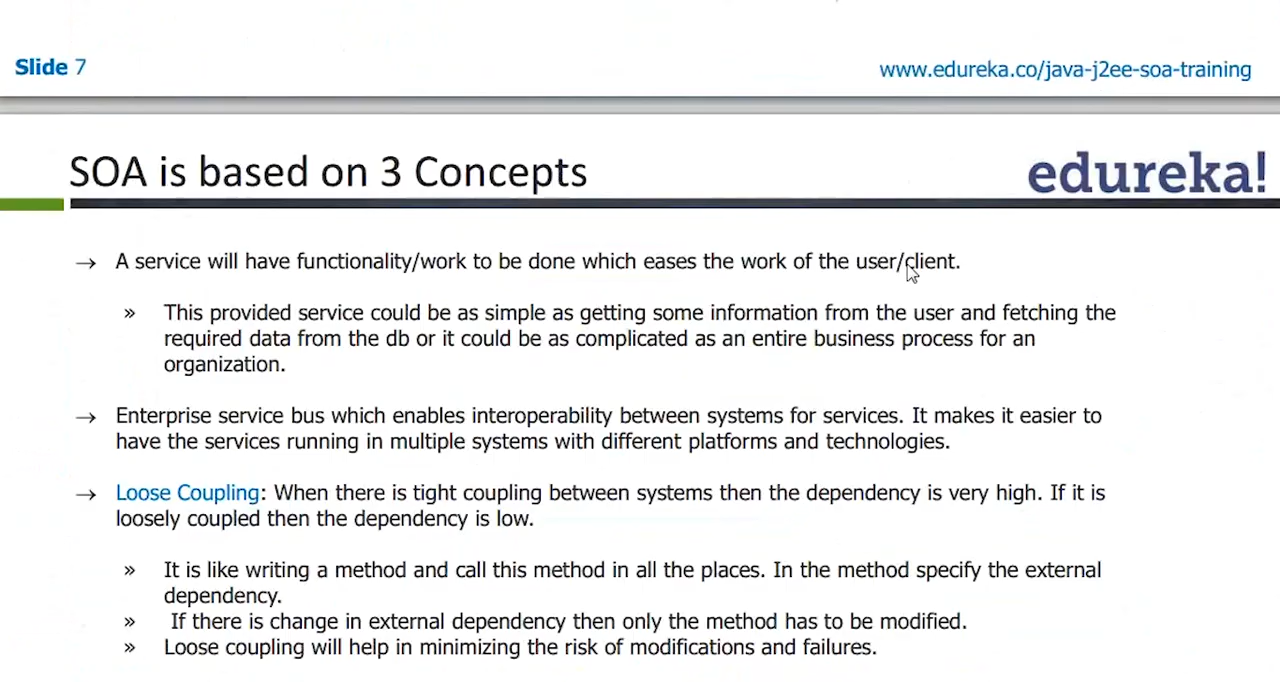 Slide 7
www.edureka.co/java-j2ee-soa-training
SOA is based on 3 Concepts
edureka!
→ A service will have functionality/work to be done which eases the work of the user/client.
» This provided service could be as simple as getting some information from the user and fetching the
required data from the db or it could be as complicated as an entire business process for an
organization.
→ Enterprise service bus which enables interoperability between systems for services. It makes it easier to
have the services running in multiple systems with different platforms and technologies.
→ Loose Coupling: When there is tight coupling between systems then the dependency is very high. If it is
loosely coupled then the dependency is low.
» It is like writing a method and call this method in all the places. In the method specify the external
dependency.
» If there is change in external dependency then only the method has to be modified.
» Loose coupling will help in minimizing the risk of modifications and failures.